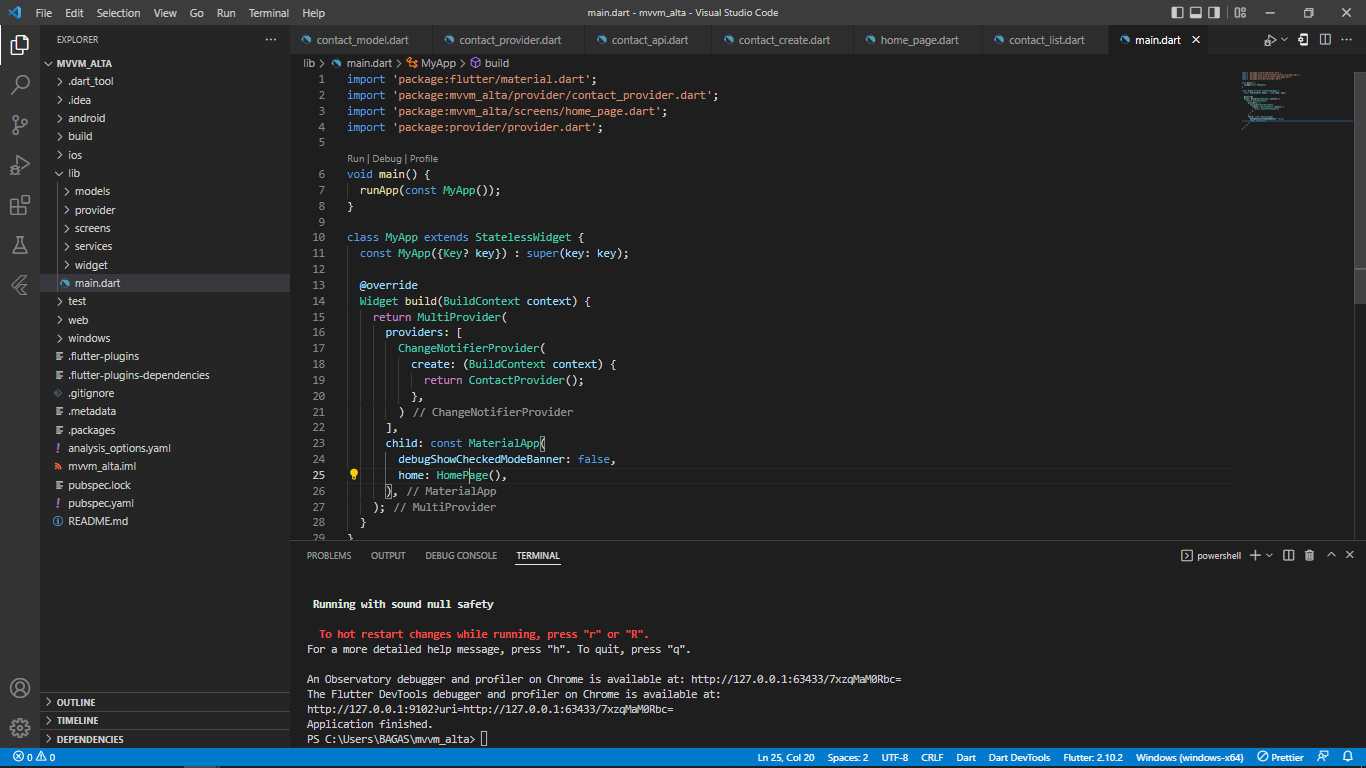 File Edit Selection View Go Run Terminal Help
main.dart - mvvm_alta - Visual Studio Code
EXPLORER
MVVM_ALTA
.dart_tool
.idea
android
build
ios
lib
models
provider
screens
services
widget
main.dart
test
web
windows
.flutter-plugins
.flutter-plugins-dependencies
.gitignore
.metadata
.packages
analysis_options.yaml
mvvm_alta.iml
pubspec.lock
pubspec.yaml
README.md
OUTLINE
TIMELINE
DEPENDENCIES
contact_model.dart contact_provider.dart contact_api.dart contact_create.dart home_page.dart contact_list.dart main.dart
lib > main.dart > MyApp > build
1 import 'package:flutter/material.dart';
2 import 'package:mvvm_alta/provider/contact_provider.dart';
3 import 'package:mvvm_alta/screens/home_page.dart';
4 import 'package:provider/provider.dart';
5
Run | Debug | Profile
6 void main() {
7 runApp(const MyApp());
8 }
9
10 class MyApp extends StatelessWidget {
11 const MyApp({Key? key}) : super(key: key);
12
13 @override
14 Widget build(BuildContext context) {
15 return MultiProvider(
16 providers: [
17 ChangeNotifierProvider(
18 create: (BuildContext context) {
19 return ContactProvider();
20 },
21 ) // ChangeNotifierProvider
22 ],
23 child: const MaterialApp(
24 debugShowCheckedModeBanner: false,
25 home: HomePage(),
26 ), // MaterialApp
27 ); // MultiProvider
28 }
29 }
PROBLEMS OUTPUT DEBUG CONSOLE TERMINAL
powershell
Running with sound null safety
To hot restart changes while running, press "r" or "R".
For a more detailed help message, press "h". To quit, press "q".
An Observatory debugger and profiler on Chrome is available at: http://127.0.0.1:63433/7xzqMaM0Rbc=
The Flutter DevTools debugger and profiler on Chrome is available at:
http://127.0.0.1:9102?uri=http://127.0.0.1:63433/7xzqMaM0Rbc=
Application finished.
PS C:\Users\BAGAS\mvvm_alta>
0 0
Ln 25, Col 20 Spaces: 2 UTF-8 CRLF Dart Dart DevTools Flutter: 2.10.2 Windows (windows-x64) Prettier